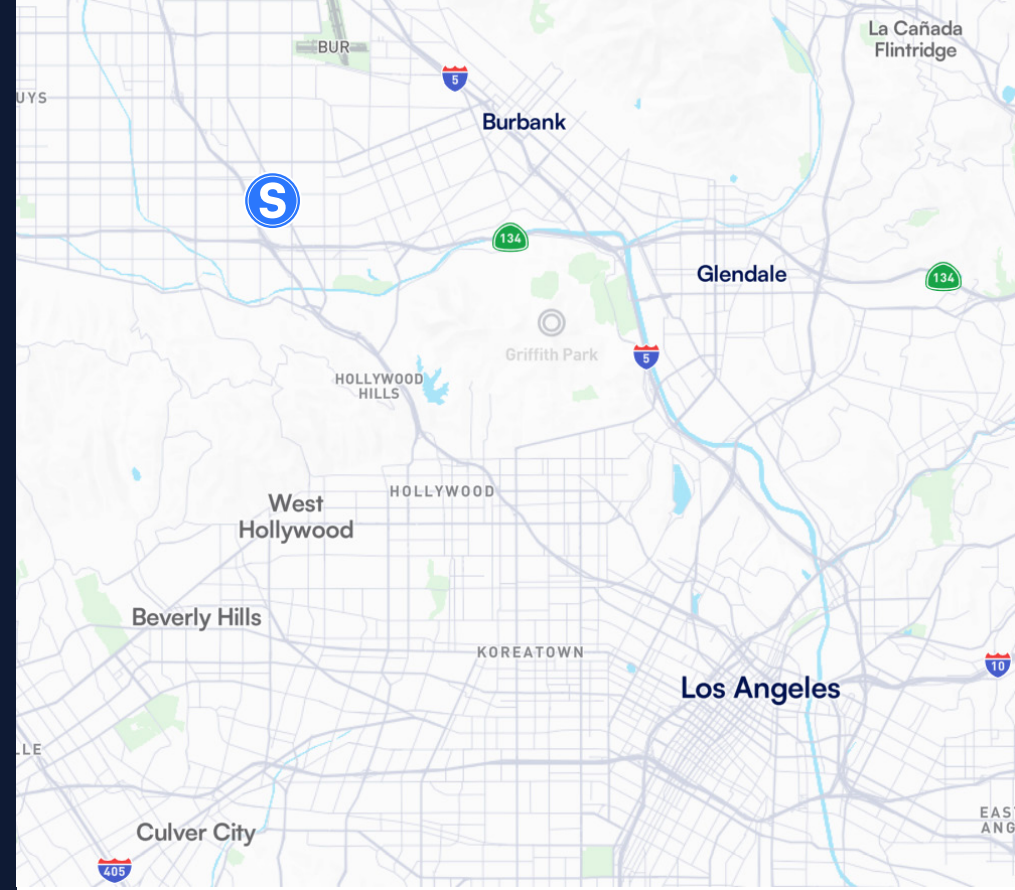 La Cañada
Flintridge
BUR
5
UYS
Burbank
S
134
Glendale
134
Griffith Park
5
HOLLYWOOD
HILLS
HOLLYWOOD
West
Hollywood
Beverly Hills
KOREATOWN
10
Los Angeles
LLE
EAS
ANG
Culver City
405